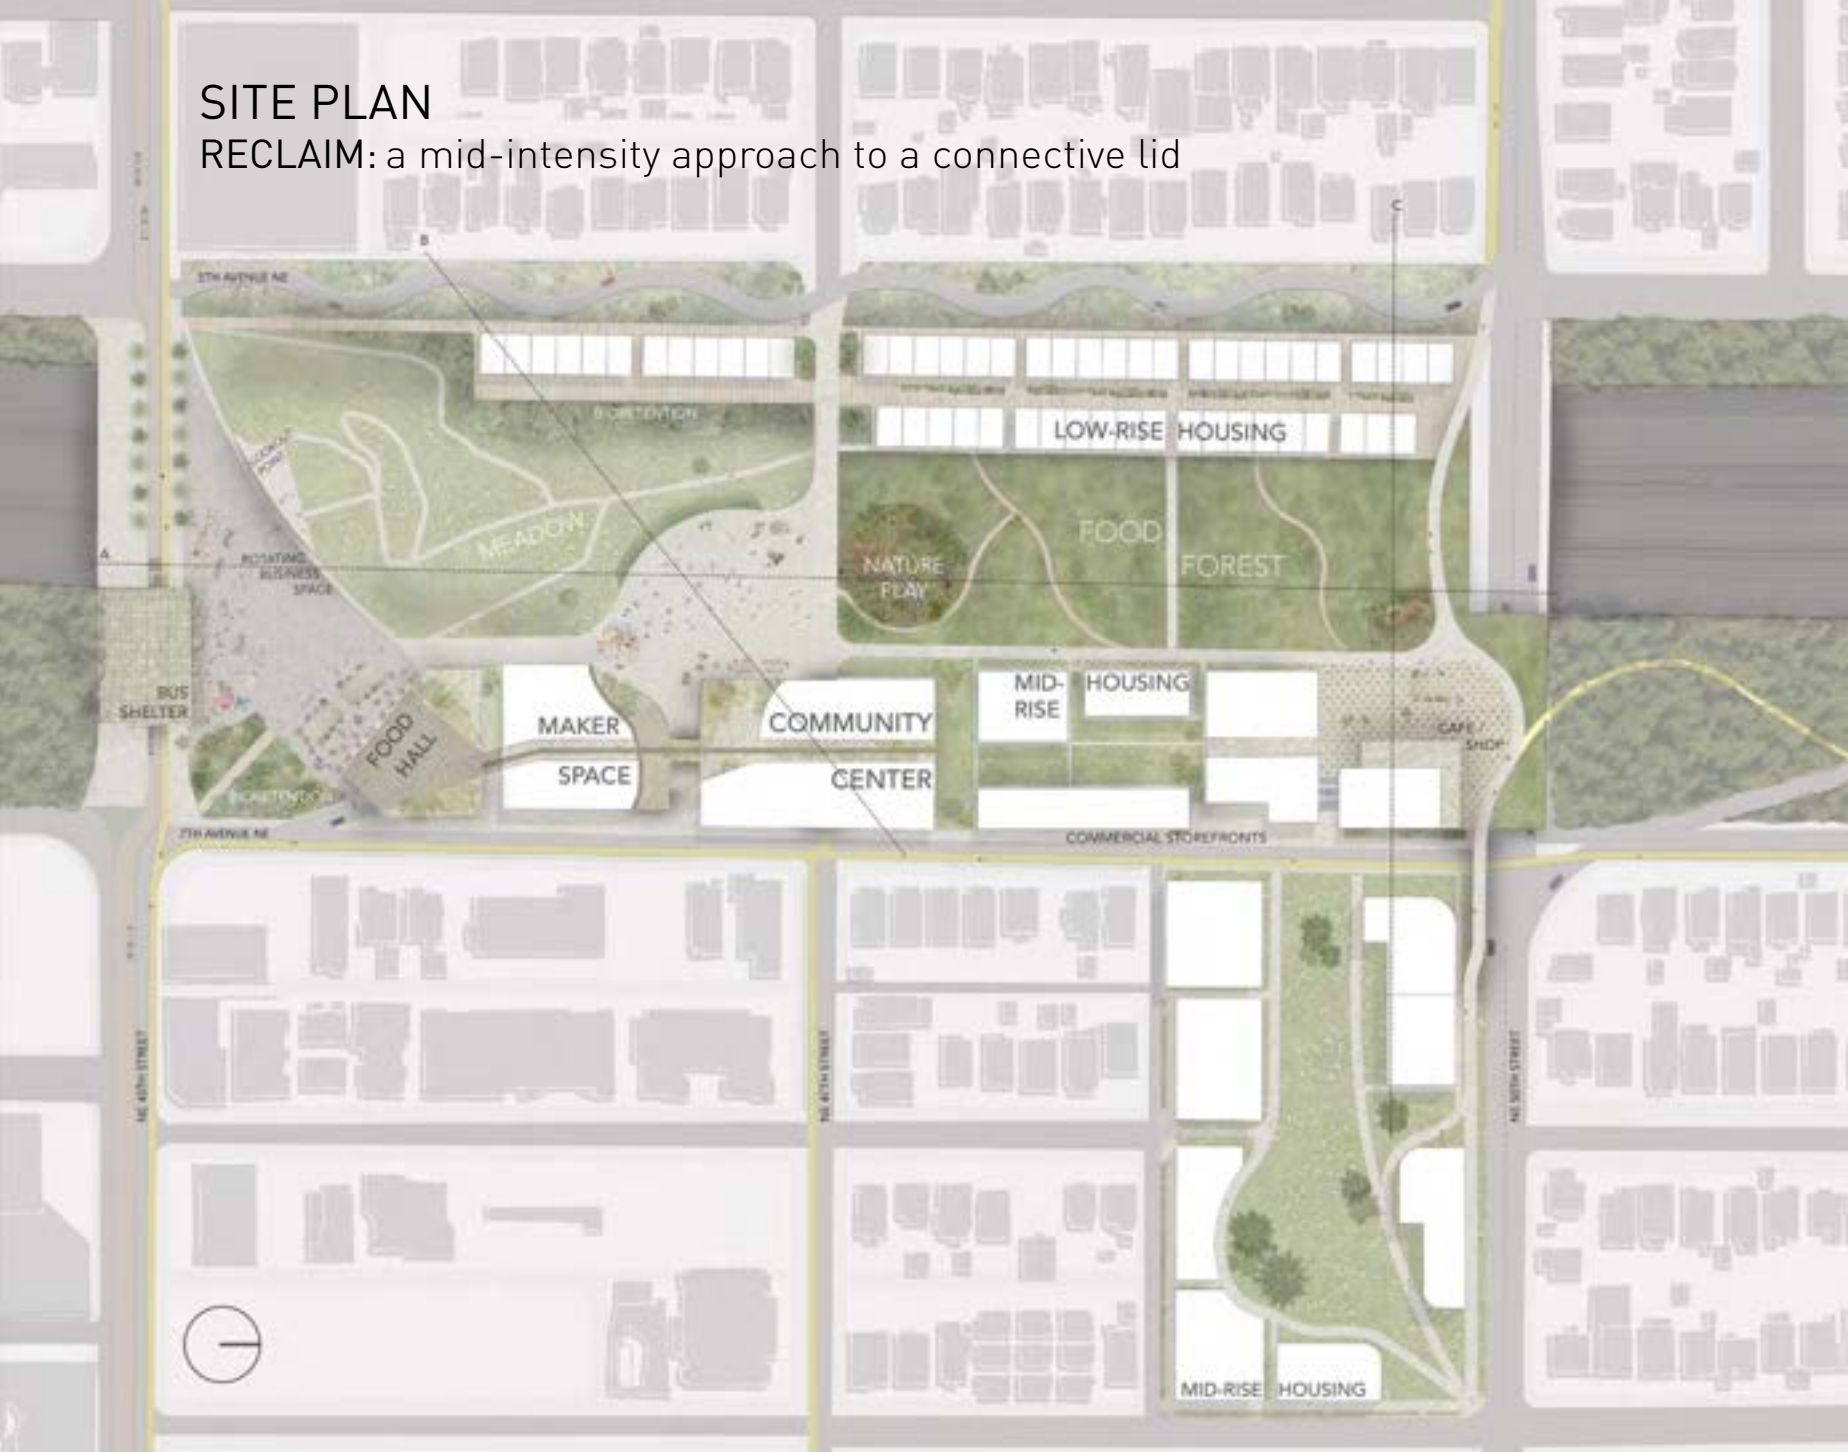 SITE PLAN
RECLAIM: a mid-intensity approach to a connective lid
B
C
5TH AVENUE NE
BIORETENTION
LOW-RISE HOUSING
LOOKOUT
POINT
MEADOW
FOOD
FOREST
NATURE
PLAY
A
ROTATING
BUSINESS
SPACE
BUS
SHELTER
FOOD
HALL
MAKER
SPACE
COMMUNITY
CENTER
MID-
RISE
HOUSING
CAFE /
SHOP
BIORETENTION
7TH AVENUE NE
COMMERCIAL STOREFRONTS
NE 45TH STREET
NE 47TH STREET
NE 50TH STREET
MID-RISE HOUSING